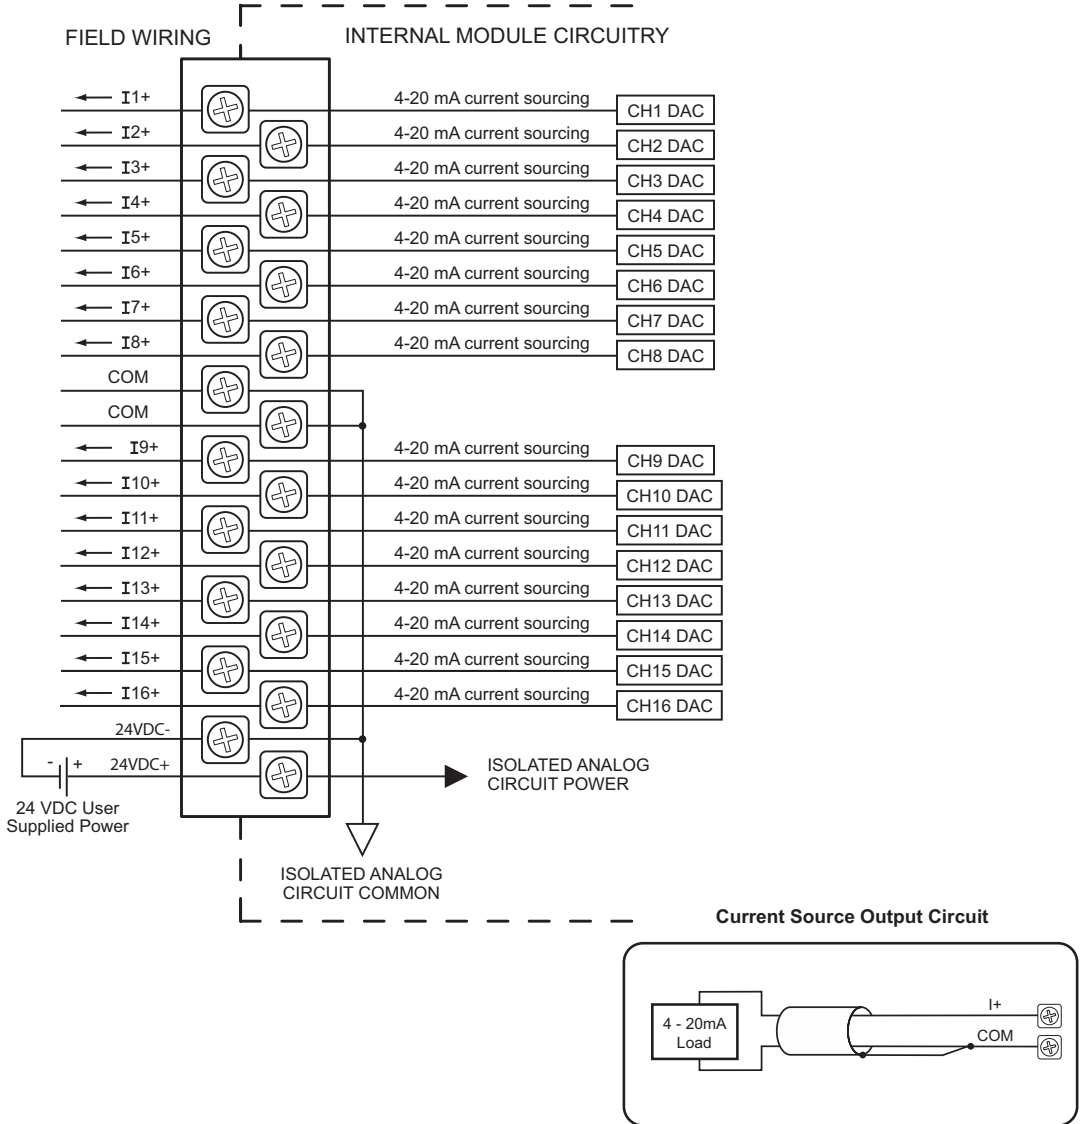 FIELD WIRING
INTERNAL MODULE CIRCUITRY
I1+ 4-20 mA current sourcing CH1 DAC
I2+ 4-20 mA current sourcing CH2 DAC
I3+ 4-20 mA current sourcing CH3 DAC
I4+ 4-20 mA current sourcing CH4 DAC
I5+ 4-20 mA current sourcing CH5 DAC
I6+ 4-20 mA current sourcing CH6 DAC
I7+ 4-20 mA current sourcing CH7 DAC
I8+ 4-20 mA current sourcing CH8 DAC
COM
COM
I9+ 4-20 mA current sourcing CH9 DAC
I10+ 4-20 mA current sourcing CH10 DAC
I11+ 4-20 mA current sourcing CH11 DAC
I12+ 4-20 mA current sourcing CH12 DAC
I13+ 4-20 mA current sourcing CH13 DAC
I14+ 4-20 mA current sourcing CH14 DAC
I15+ 4-20 mA current sourcing CH15 DAC
I16+ 4-20 mA current sourcing CH16 DAC
24VDC-
- + 24VDC+
24 VDC User
Supplied Power
ISOLATED ANALOG
CIRCUIT POWER
ISOLATED ANALOG
CIRCUIT COMMON
Current Source Output Circuit
4 - 20mA
Load
I+
COM